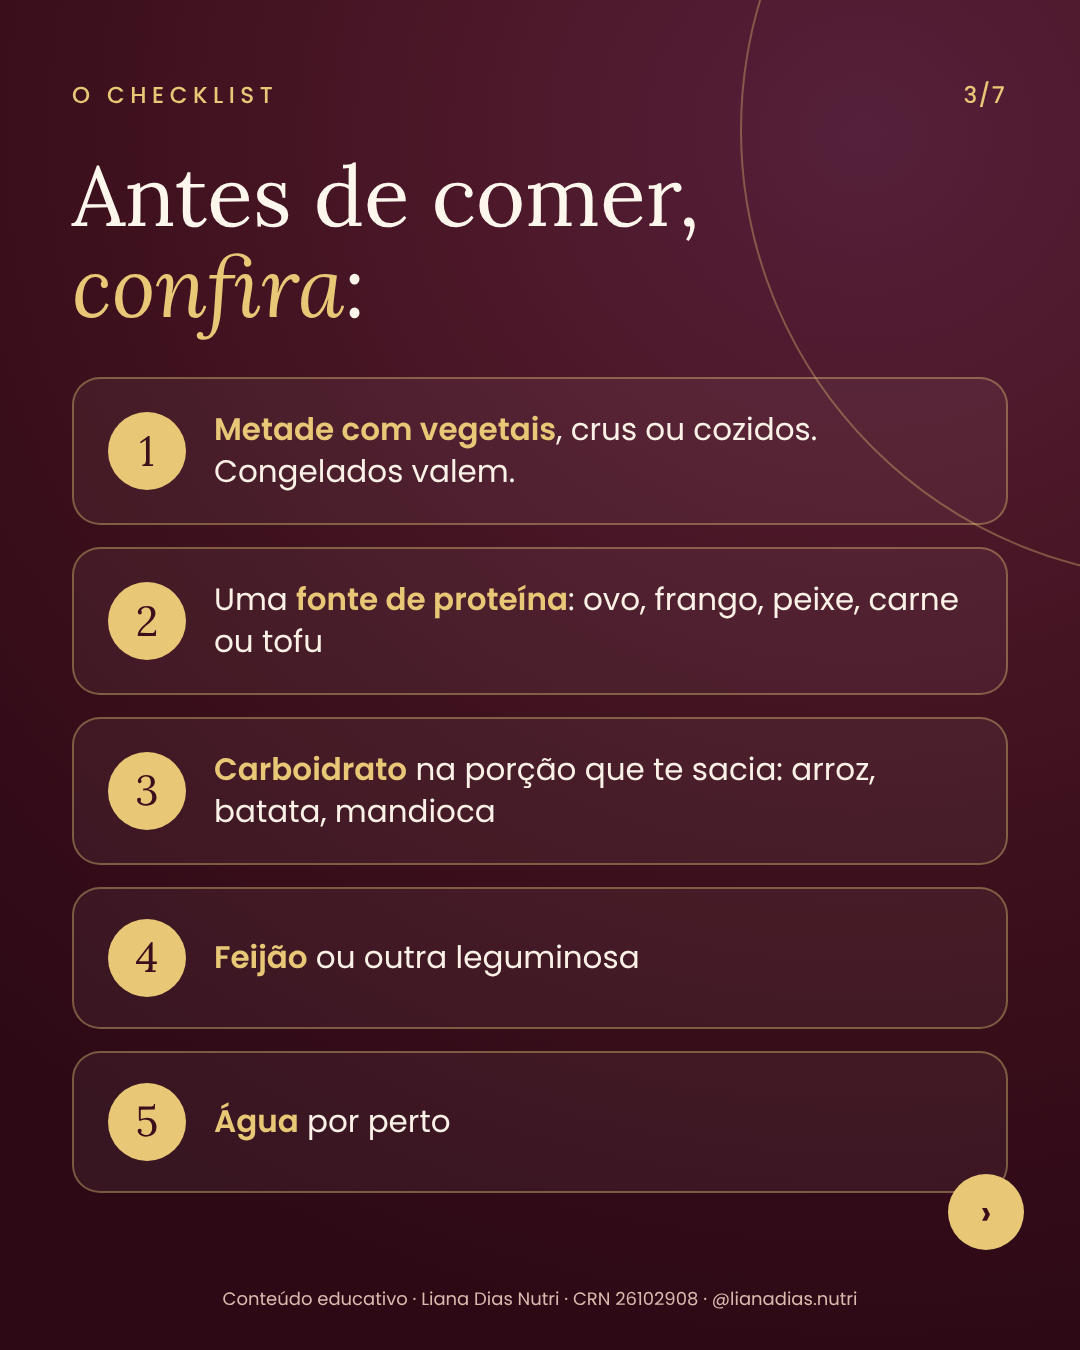 O CHECKLIST
3/7
Antes de comer,
confira:
1
Metade com vegetais, crus ou cozidos.
Congelados valem.
2
Uma fonte de proteína: ovo, frango, peixe, carne
ou tofu
3
Carboidrato na porção que te sacia: arroz,
batata, mandioca
4
Feijão ou outra leguminosa
5
Água por perto
›
Conteúdo educativo · Liana Dias Nutri · CRN 26102908 · @lianadias.nutri